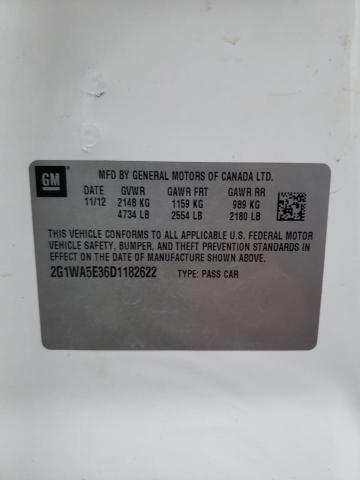 GM
MFD BY GENERAL MOTORS OF CANADA LTD.
DATE GVWR GAWR FRT GAWR RR
11/12 2148 KG 1159 KG 989 KG
4734 LB 2554 LB 2180 LB
THIS VEHICLE CONFORMS TO ALL APPLICABLE U.S. FEDERAL MOTOR
VEHICLE SAFETY, BUMPER, AND THEFT PREVENTION STANDARDS
IN EFFECT ON THE DATE OF MANUFACTURE SHOWN ABOVE.
2G1WA5E36D1182622 TYPE: PASS CAR